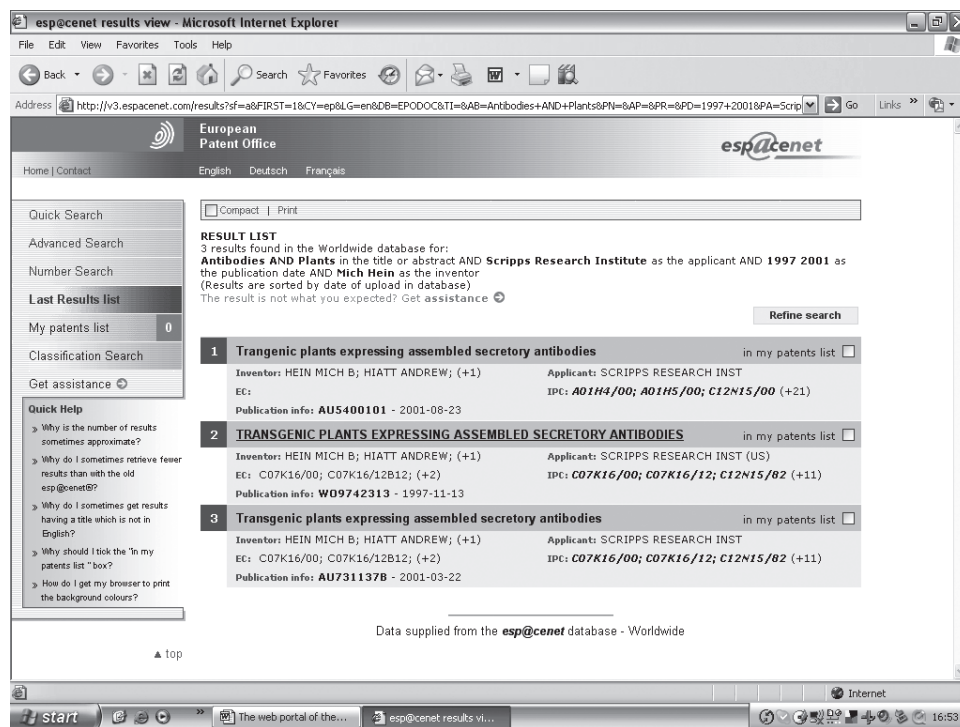 esp@cenet results view - Microsoft Internet Explorer
File Edit View Favorites Tools Help
Back Search Favorites
Address http://v3.espacenet.com/results?sf=a&FIRST=1&CY=ep&LG=en&DB=EPODOC&TI=&AB=Antibodies+AND+Plants&PN=&AP=&PR=&PD=1997+2001&PA=Scrip Go Links »
European
Patent Office
esp@cenet
Home | Contact English Deutsch Français
Quick Search
Advanced Search
Number Search
Last Results list
My patents list 0
Classification Search
Get assistance
Quick Help
» Why is the number of results
sometimes approximate?
» Why do I sometimes retrieve fewer
results than with the old
esp@cenet®?
» Why do I sometimes get results
having a title which is not in
English?
» Why should I tick the "in my
patents list " box?
» How do I get my browser to print
the background colours?
▲ top
Compact | Print
RESULT LIST
3 results found in the Worldwide database for:
Antibodies AND Plants in the title or abstract AND Scripps Research Institute as the applicant AND 1997 2001 as
the publication date AND Mich Hein as the inventor
(Results are sorted by date of upload in database)
The result is not what you expected? Get assistance
Refine search
1 Trangenic plants expressing assembled secretory antibodies in my patents list
Inventor: HEIN MICH B; HIATT ANDREW; (+1) Applicant: SCRIPPS RESEARCH INST
EC: IPC: A01H4/00; A01H5/00; C12N15/00 (+21)
Publication info: AU5400101 - 2001-08-23
2 TRANSGENIC PLANTS EXPRESSING ASSEMBLED SECRETORY ANTIBODIES in my patents list
Inventor: HEIN MICH B; HIATT ANDREW; (+1) Applicant: SCRIPPS RESEARCH INST (US)
EC: C07K16/00; C07K16/12B12; (+2) IPC: C07K16/00; C07K16/12; C12N15/82 (+11)
Publication info: WO9742313 - 1997-11-13
3 Transgenic plants expressing assembled secretory antibodies in my patents list
Inventor: HEIN MICH B; HIATT ANDREW; (+1) Applicant: SCRIPPS RESEARCH INST
EC: C07K16/00; C07K16/12B12; (+2) IPC: C07K16/00; C07K16/12; C12N15/82 (+11)
Publication info: AU731137B - 2001-03-22
Data supplied from the esp@cenet database - Worldwide
Internet
start » The web portal of the... esp@cenet results vi... 16:53